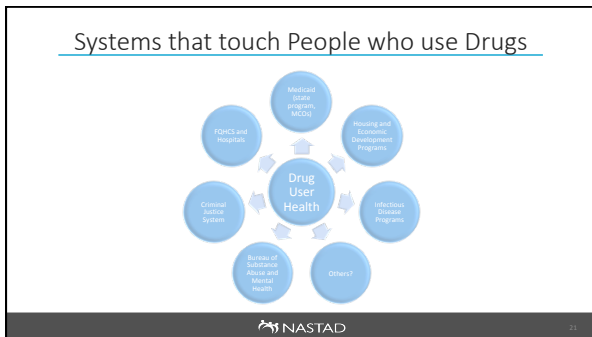 Systems that touch People who use Drugs
Medicaid
(state
program,
MCOs)
Housing and
Economic
Development
Programs
Infectious
Disease
Programs
Others?
Bureau of
Substance
Abuse and
Mental
Health
Criminal
Justice
System
FQHCS and
Hospitals
Drug
User
Health
NASTAD
21